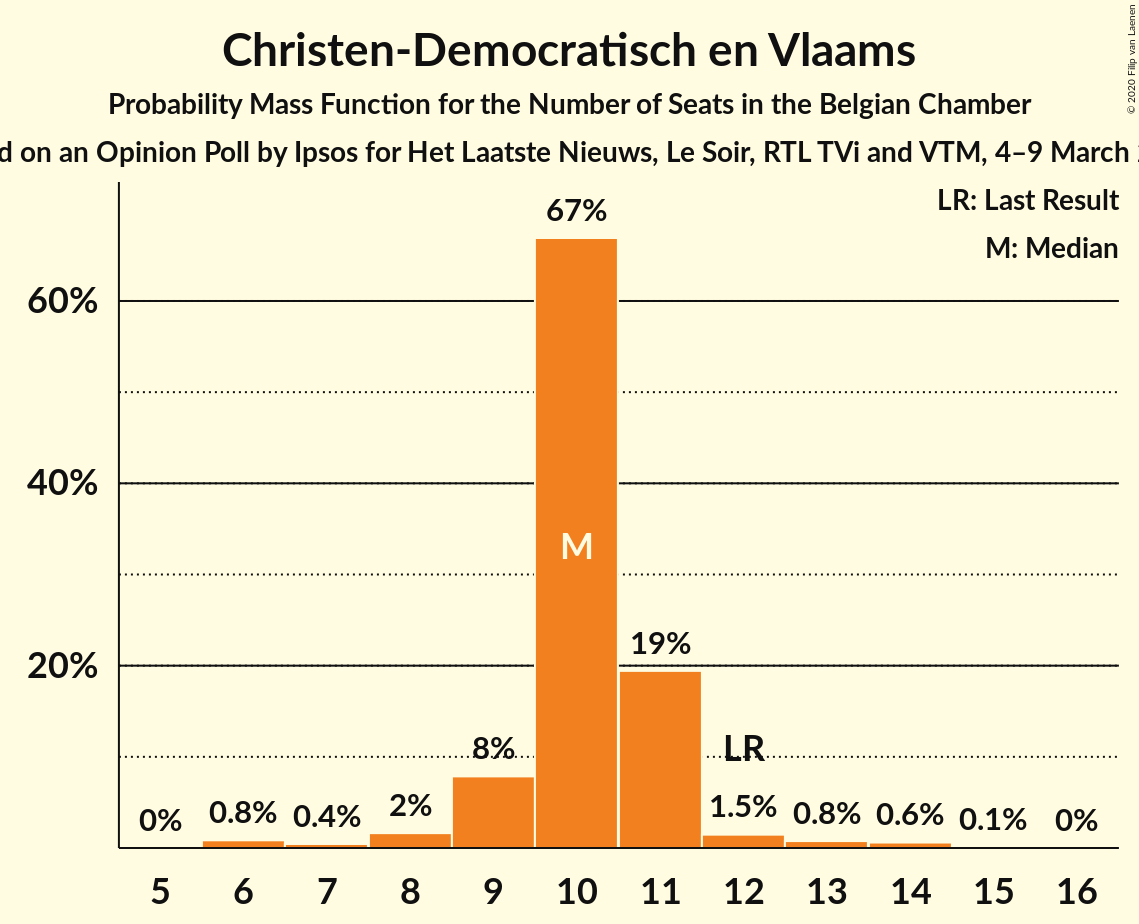 Christen-Democratisch en Vlaams
Probability Mass Function for the Number of Seats in the Belgian Chamber
on an Opinion Poll by Ipsos for Het Laatste Nieuws, Le Soir, RTL TVi and VTM, 4–9 March
© 2020 Filip van Laenen
LR: Last Result
M: Median
60%
40%
20%
0%
0.8%
0.4%
2%
8%
67%
M
19%
LR
1.5%
0.8%
0.6%
0.1%
0%
5 6 7 8 9 10 11 12 13 14 15 16